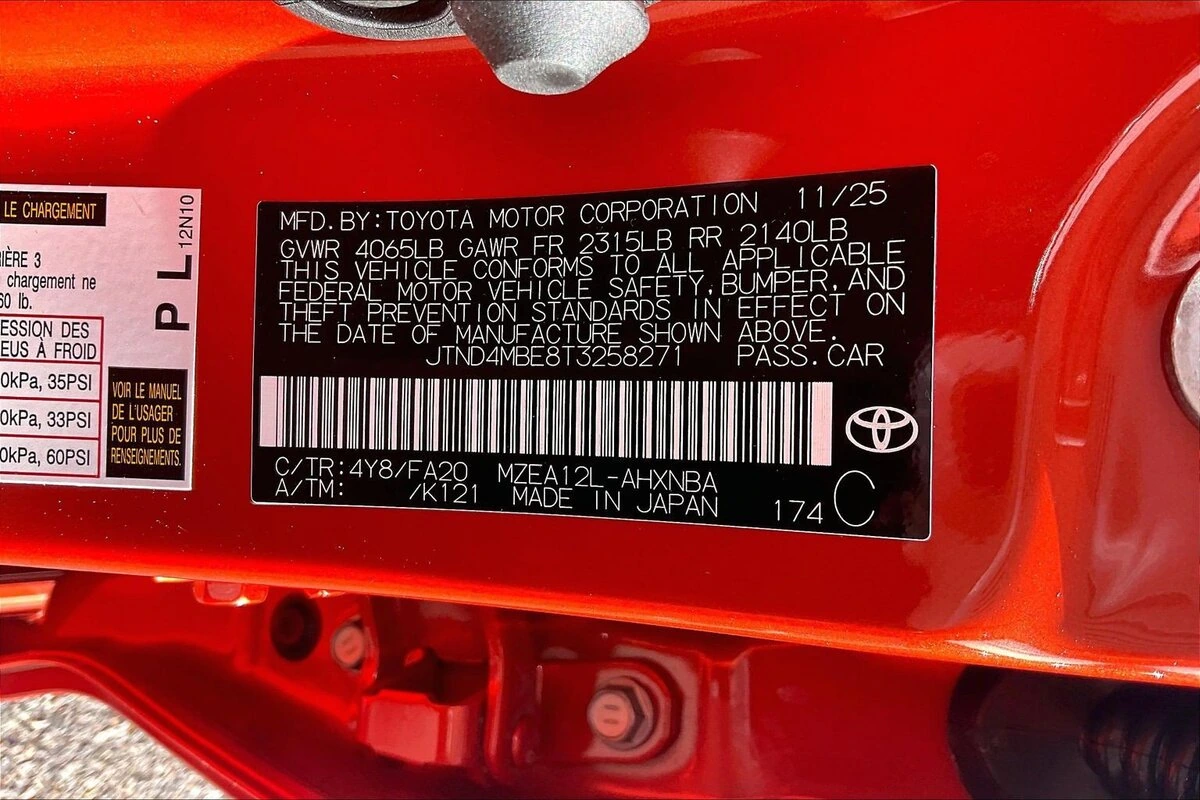 LE CHARGEMENT
12N10
P L
IÈRE 3
chargement ne
60 lb.
ESSION DES
EUS À FROID
0kPa, 35PSI
0kPa, 33PSI
0kPa, 60PSI
VOIR LE MANUEL
DE L'USAGER
POUR PLUS DE
RENSEIGNEMENTS.
MFD.BY:TOYOTA MOTOR CORPORATION 11/25
GVWR 4065LB GAWR FR 2315LB RR 2140LB
THIS VEHICLE CONFORMS TO ALL APPLICABLE
FEDERAL MOTOR VEHICLE SAFETY,BUMPER,AND
THEFT PREVENTION STANDARDS IN EFFECT ON
THE DATE OF MANUFACTURE SHOWN ABOVE.
JTND4MBE8T3258271 PASS.CAR
C/TR:4Y8/FA20 MZEA12L-AHXNBA
A/TM: /K121 MADE IN JAPAN 174 C